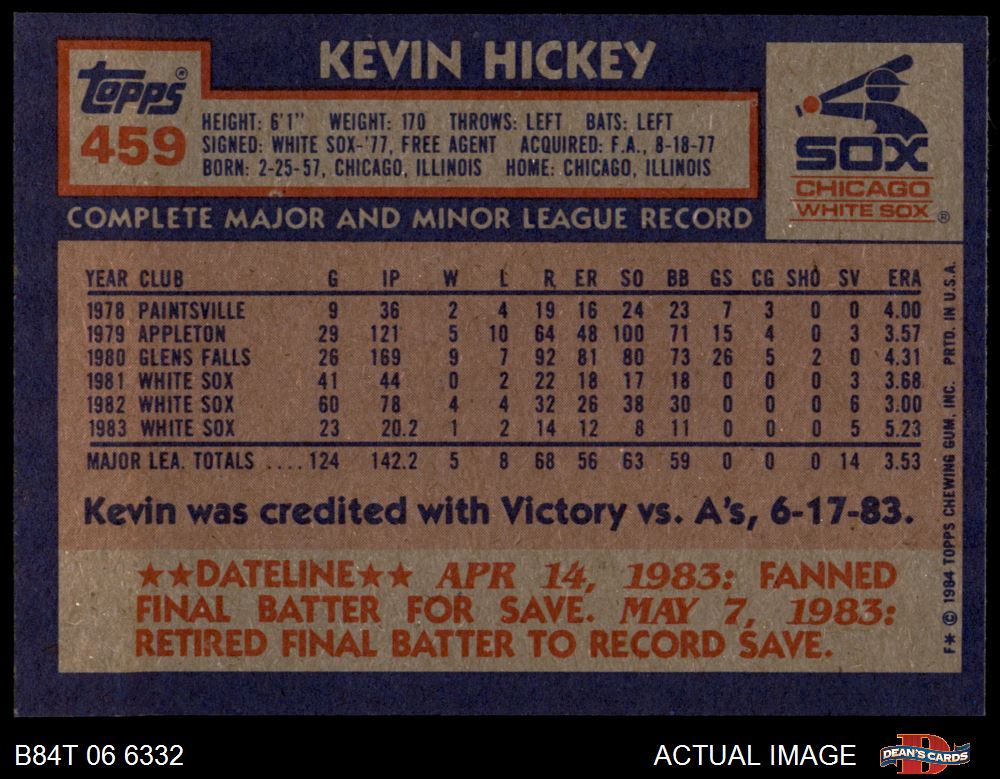 KEVIN HICKEY
topps®
459
HEIGHT: 6'1" WEIGHT: 170 THROWS: LEFT BATS: LEFT
SIGNED: WHITE SOX-'77, FREE AGENT ACQUIRED: F.A., 8-18-77
BORN: 2-25-57, CHICAGO, ILLINOIS HOME: CHICAGO, ILLINOIS
SOX
CHICAGO
WHITE SOX ®
COMPLETE MAJOR AND MINOR LEAGUE RECORD
YEAR CLUB G IP W L R ER SO BB GS CG SHO SV ERA
1978 PAINTSVILLE 9 36 2 4 19 16 24 23 7 3 0 0 4.00
1979 APPLETON 29 121 5 10 64 48 100 71 15 4 0 3 3.57
1980 GLENS FALLS 26 169 9 7 92 81 80 73 26 5 2 0 4.31
1981 WHITE SOX 41 44 0 2 22 18 17 18 0 0 0 3 3.68
1982 WHITE SOX 60 78 4 4 32 26 38 30 0 0 0 6 3.00
1983 WHITE SOX 23 20.2 1 2 14 12 8 11 0 0 0 5 5.23
MAJOR LEA. TOTALS ....124 142.2 5 8 68 56 63 59 0 0 0 14 3.53
Kevin was credited with Victory vs. A's, 6-17-83.
★★DATELINE★★ APR 14, 1983: FANNED
FINAL BATTER FOR SAVE. MAY 7, 1983:
RETIRED FINAL BATTER TO RECORD SAVE.
F* © 1984 TOPPS CHEWING GUM, INC. PRTD. IN U.S.A.
B84T 06 6332
ACTUAL IMAGE
DEAN'S CARDS